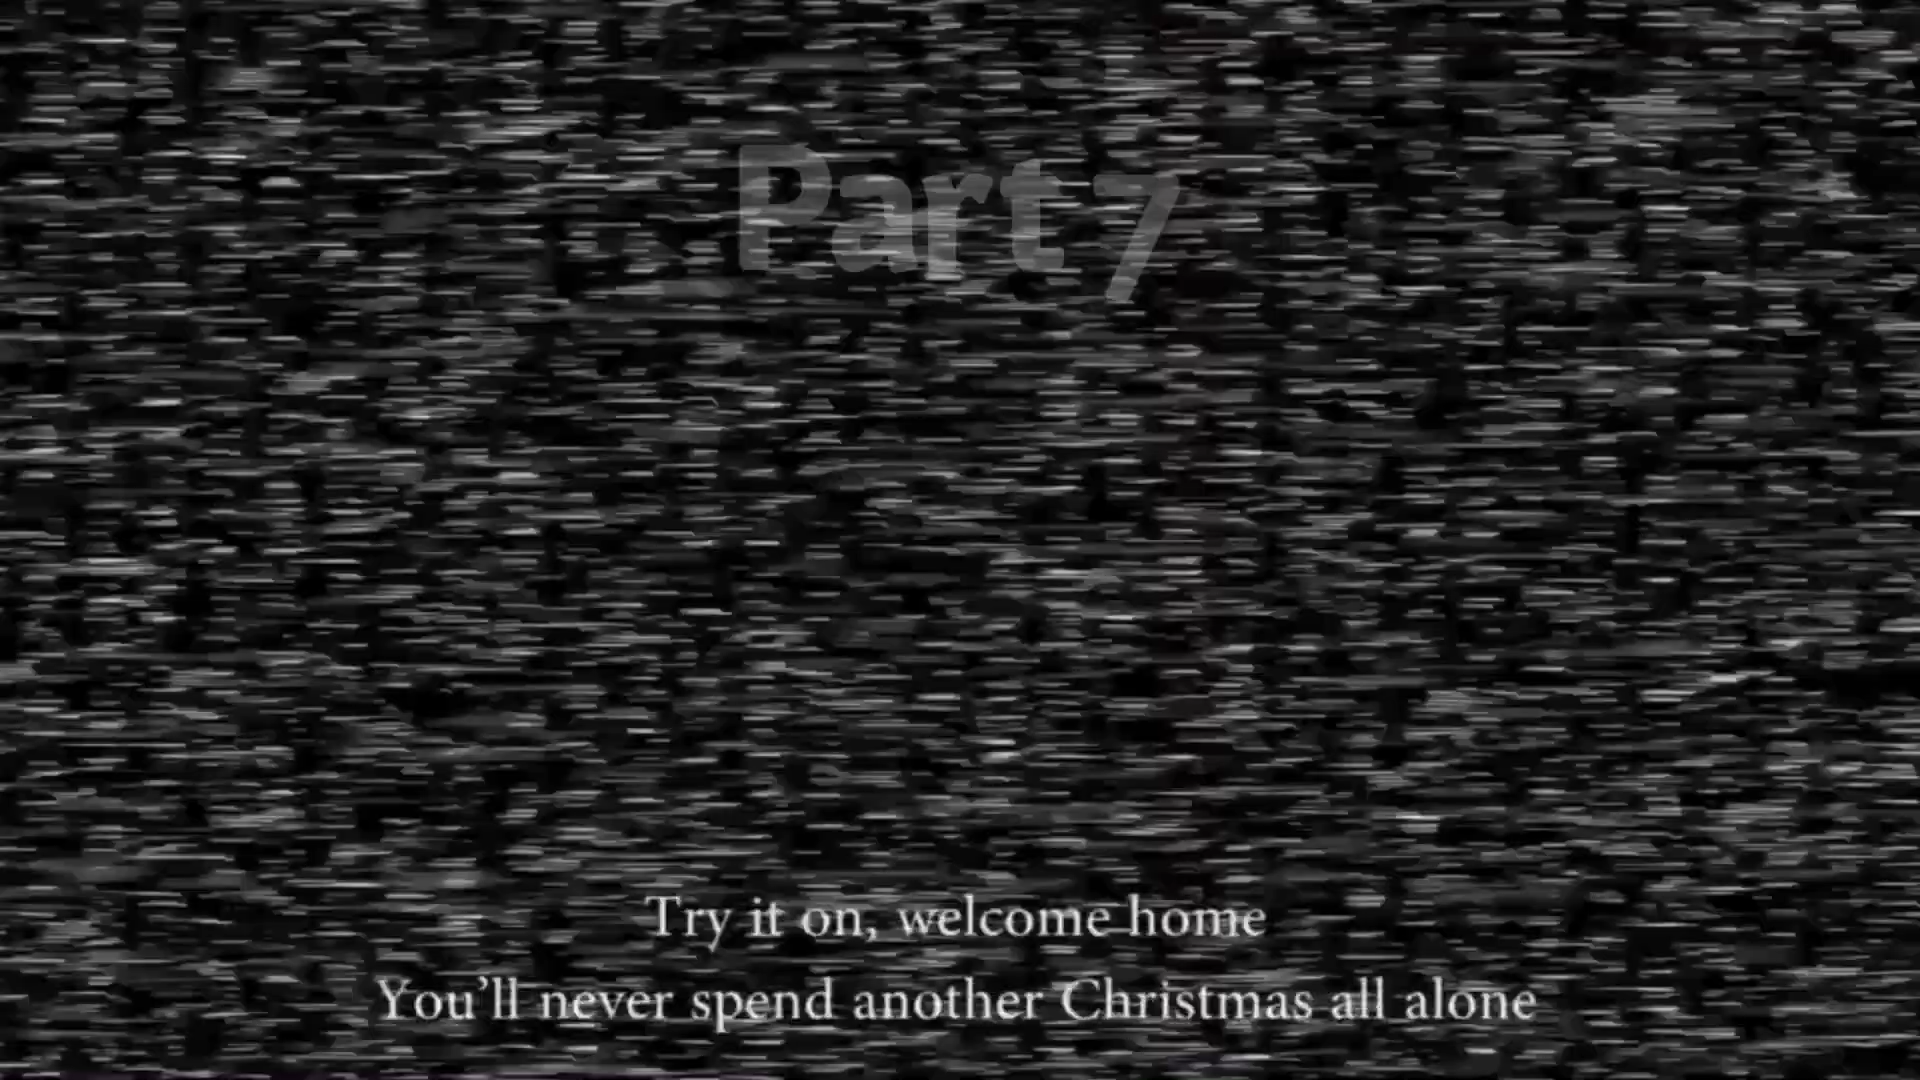 Part 7
Try it on, welcome home
You'll never spend another Christmas all alone